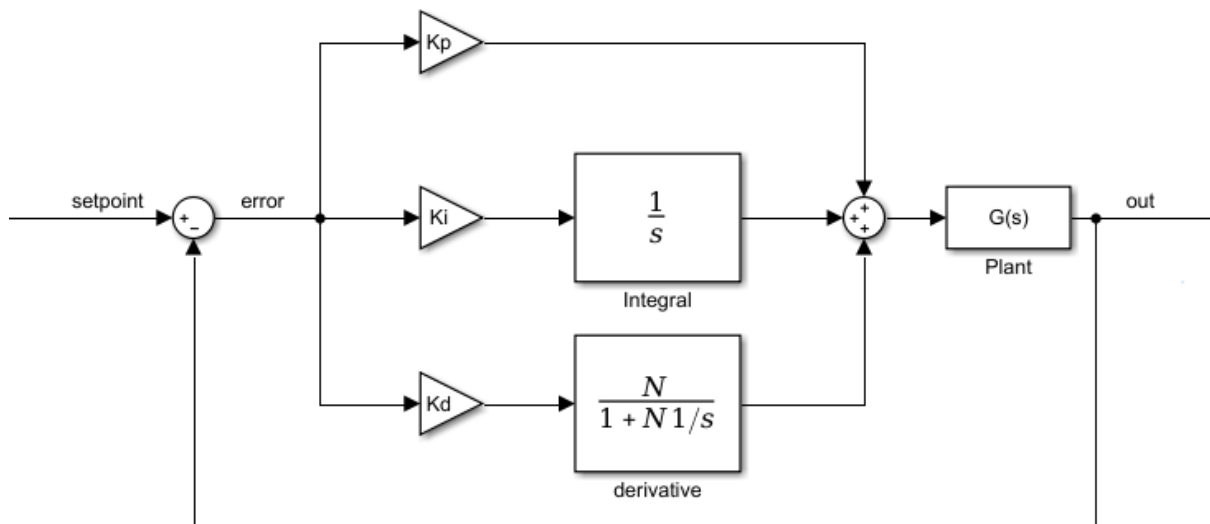 Kp
setpoint
+
−
error
Ki
1
s
Integral
+
+
+
G(s)
Plant
out
Kd
N
1 + N 1/s
derivative